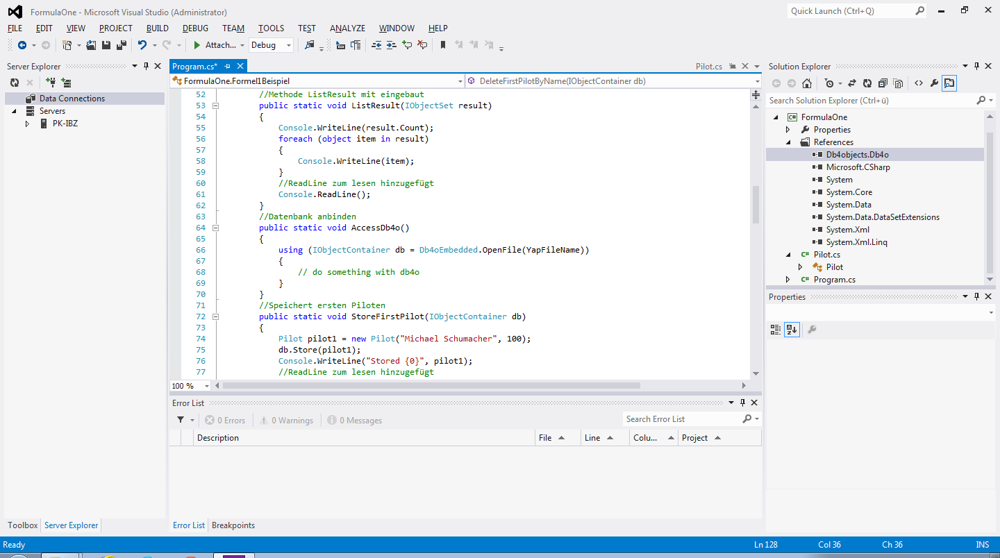 FormulaOne - Microsoft Visual Studio (Administrator)
Quick Launch (Ctrl+Q)
FILE EDIT VIEW PROJECT BUILD DEBUG TEAM TOOLS TEST ANALYZE WINDOW HELP
Attach... Debug
Server Explorer
Data Connections
Servers
PK-IBZ
Program.cs*
Pilot.cs
FormulaOne.Formel1Beispiel
DeleteFirstPilotByName(IObjectContainer db)
52 //Methode ListResult mit eingebaut
53 public static void ListResult(IObjectSet result)
54 {
55 Console.WriteLine(result.Count);
56 foreach (object item in result)
57 {
58 Console.WriteLine(item);
59 }
60 //ReadLine zum lesen hinzugefügt
61 Console.ReadLine();
62 }
63 //Datenbank anbinden
64 public static void AccessDb4o()
65 {
66 using (IObjectContainer db = Db4oEmbedded.OpenFile(YapFileName))
67 {
68 // do something with db4o
69 }
70 }
71 //Speichert ersten Piloten
72 public static void StoreFirstPilot(IObjectContainer db)
73 {
74 Pilot pilot1 = new Pilot("Michael Schumacher", 100);
75 db.Store(pilot1);
76 Console.WriteLine("Stored {0}", pilot1);
77 //ReadLine zum lesen hinzugefügt
100 %
Error List
0 Errors 0 Warnings 0 Messages
Search Error List
Description File Line Colu... Project
Solution Explorer
Search Solution Explorer (Ctrl+ü)
C# FormulaOne
Properties
References
Db4objects.Db4o
Microsoft.CSharp
System
System.Core
System.Data
System.Data.DataSetExtensions
System.Xml
System.Xml.Linq
C# Pilot.cs
Pilot
C# Program.cs
Properties
Toolbox Server Explorer
Error List Breakpoints
Ready
Ln 128 Col 36 Ch 36 INS